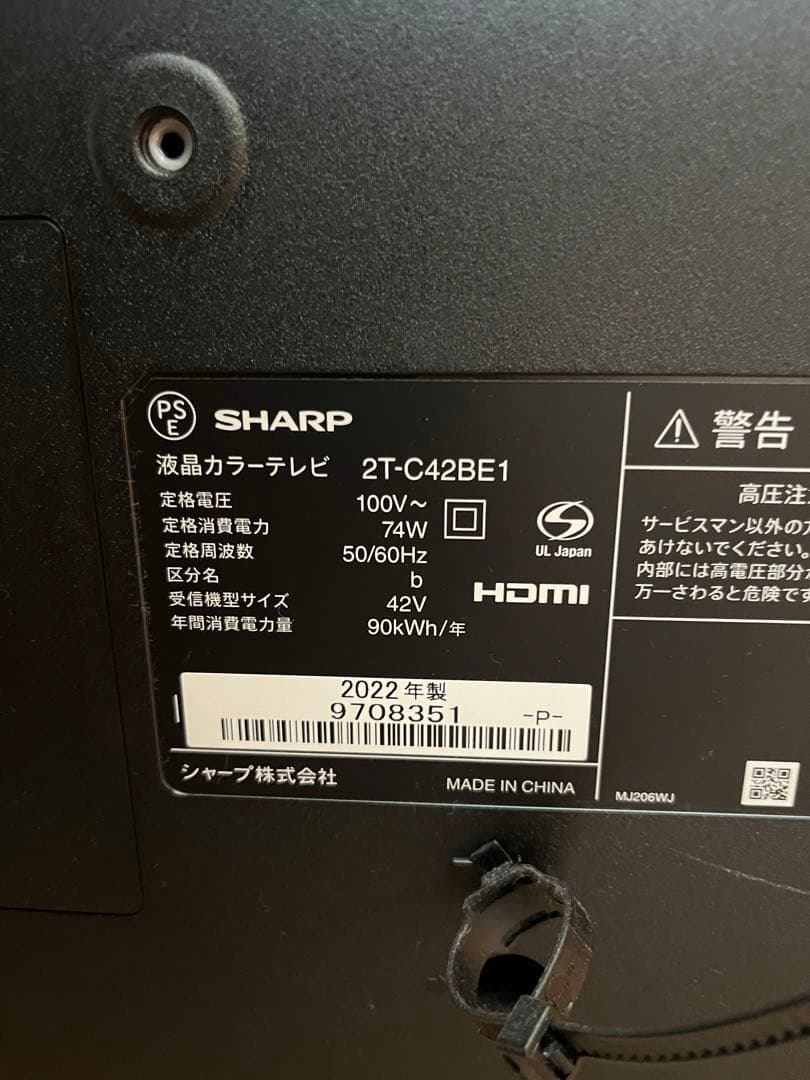 PS
E
SHARP
液晶カラーテレビ 2T-C42BE1
定格電圧 100V~
定格消費電力 74W
定格周波数 50/60Hz
区分名 b
受信機型サイズ 42V
年間消費電力量 90kWh/年
UL Japan
HDMI
2022年製
9708351 -P-
シャープ株式会社 MADE IN CHINA
警告
高圧注
サービスマン以外の
あけないでください。
内部には高電圧部分
万一さわると危険です
MJ206WJ